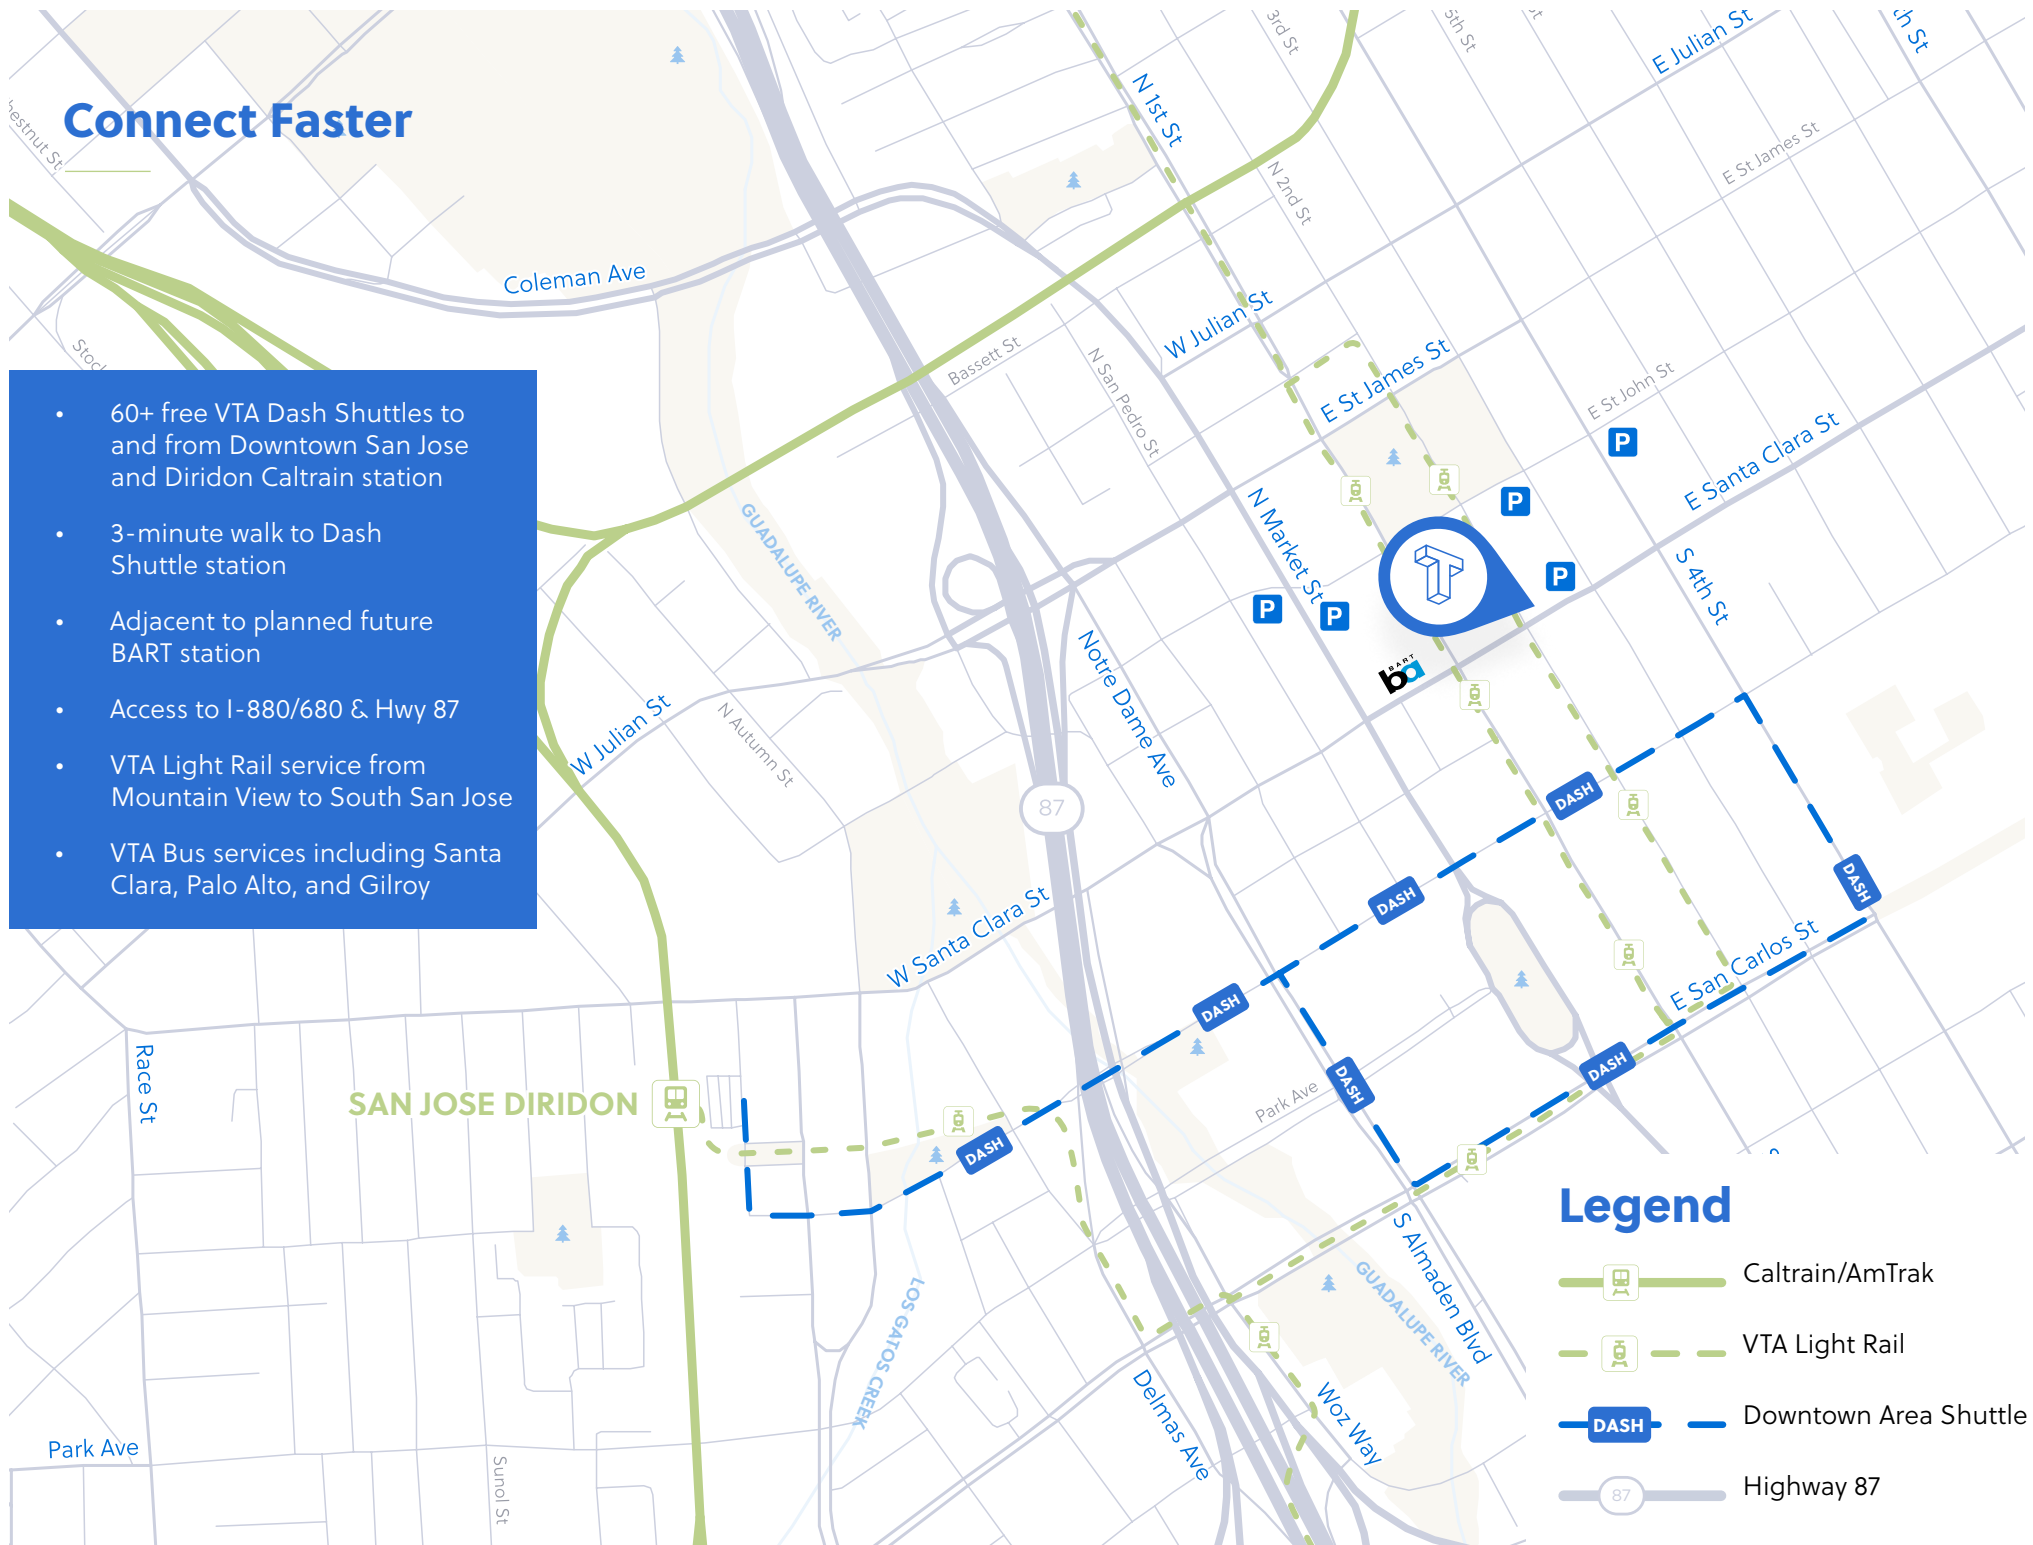 Connect Faster
60+ free VTA Dash Shuttles to
and from Downtown San Jose
and Diridon Caltrain station
3-minute walk to Dash
Shuttle station
Adjacent to planned future
BART station
Access to I-880/680 & Hwy 87
VTA Light Rail service from
Mountain View to South San Jose
VTA Bus services including Santa
Clara, Palo Alto, and Gilroy
N 1st St
3rd St
E Julian St
E St James St
N 2nd St
Coleman Ave
W Julian St
Bassett St
N San Pedro St
E St James St
E St John St
E Santa Clara St
P
P
P
P
P
N Market St
S 4th St
GUADALUPE RIVER
BART
ba
Notre Dame Ave
W Julian St
N Autumn St
87
DASH
DASH
DASH
DASH
DASH
DASH
DASH
W Santa Clara St
E San Carlos St
Race St
SAN JOSE DIRIDON
Park Ave
S Almaden Blvd
GUADALUPE RIVER
LOS GATOS CREEK
Delmas Ave
Woz Way
Park Ave
Sunol St
Legend
Caltrain/AmTrak
VTA Light Rail
DASH
Downtown Area Shuttle
87
Highway 87